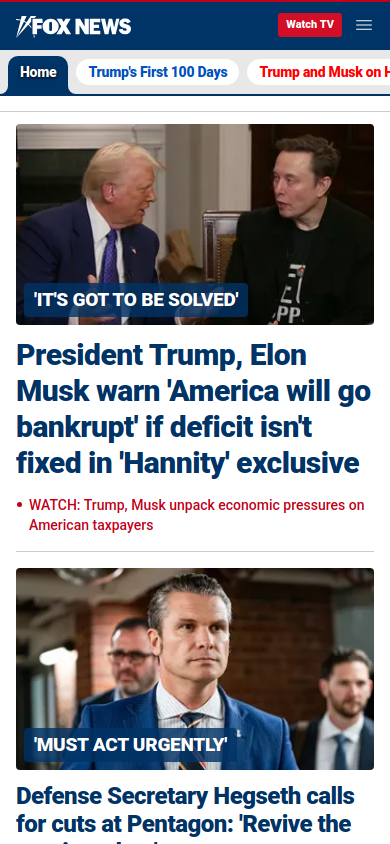 FOX NEWS
Watch TV
Home
Trump's First 100 Days
Trump and Musk on H
'IT'S GOT TO BE SOLVED'
President Trump, Elon
Musk warn 'America will go
bankrupt' if deficit isn't
fixed in 'Hannity' exclusive
WATCH: Trump, Musk unpack economic pressures on
American taxpayers
'MUST ACT URGENTLY'
Defense Secretary Hegseth calls
for cuts at Pentagon: 'Revive the